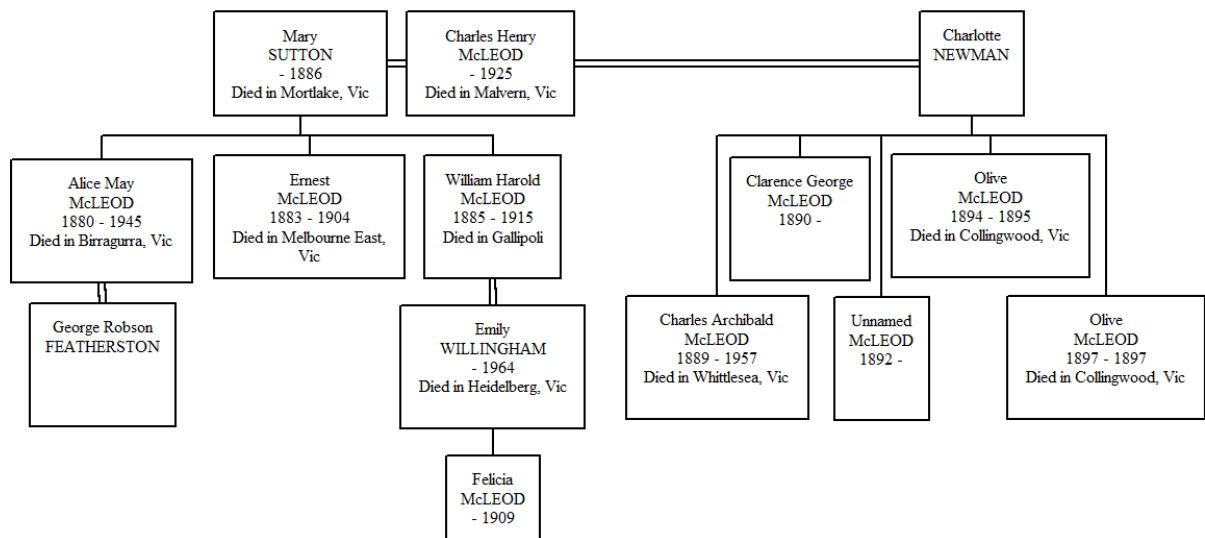 Mary
SUTTON
- 1886
Died in Mortlake, Vic
Charles Henry
McLEOD
- 1925
Died in Malvern, Vic
Charlotte
NEWMAN
Alice May
McLEOD
1880 - 1945
Died in Birragurra, Vic
Ernest
McLEOD
1883 - 1904
Died in Melbourne East,
Vic
William Harold
McLEOD
1885 - 1915
Died in Gallipoli
Clarence George
McLEOD
1890 -
Olive
McLEOD
1894 - 1895
Died in Collingwood, Vic
George Robson
FEATHERSTON
Emily
WILLINGHAM
- 1964
Died in Heidelberg, Vic
Charles Archibald
McLEOD
1889 - 1957
Died in Whittlesea, Vic
Unnamed
McLEOD
1892 -
Olive
McLEOD
1897 - 1897
Died in Collingwood, Vic
Felicia
McLEOD
- 1909